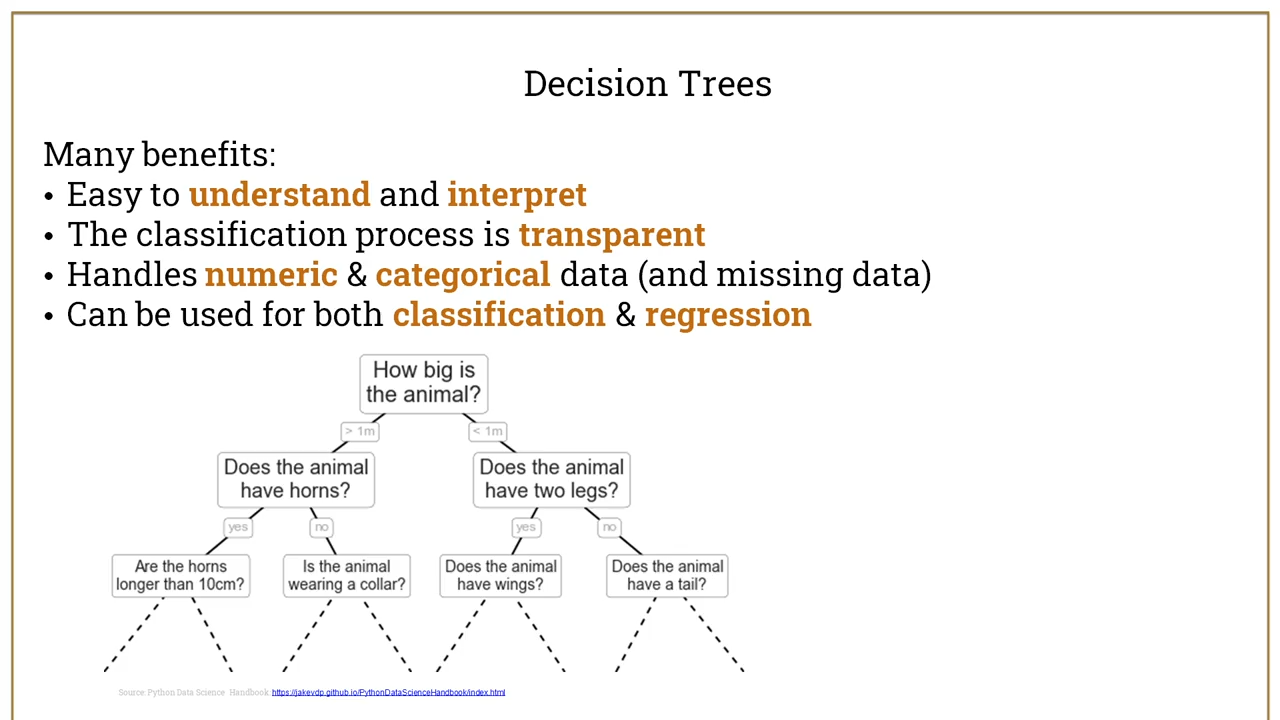 Decision Trees
Many benefits:
• Easy to understand and interpret
• The classification process is transparent
• Handles numeric & categorical data (and missing data)
• Can be used for both classification & regression
How big is
the animal?
> 1m
< 1m
Does the animal
have horns?
Does the animal
have two legs?
yes
no
yes
no
Are the horns
longer than 10cm?
Is the animal
wearing a collar?
Does the animal
have wings?
Does the animal
have a tail?
Source: Python Data Science Handbook https://jakevdp.github.io/PythonDataScienceHandbook/index.html